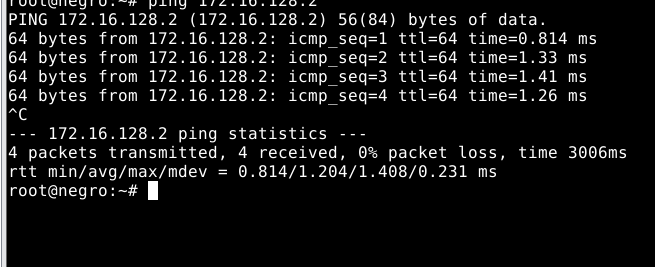 root@negro:~# ping 172.16.128.2
PING 172.16.128.2 (172.16.128.2) 56(84) bytes of data.
64 bytes from 172.16.128.2: icmp_seq=1 ttl=64 time=0.814 ms
64 bytes from 172.16.128.2: icmp_seq=2 ttl=64 time=1.33 ms
64 bytes from 172.16.128.2: icmp_seq=3 ttl=64 time=1.41 ms
64 bytes from 172.16.128.2: icmp_seq=4 ttl=64 time=1.26 ms
^C
--- 172.16.128.2 ping statistics ---
4 packets transmitted, 4 received, 0% packet loss, time 3006ms
rtt min/avg/max/mdev = 0.814/1.204/1.408/0.231 ms
root@negro:~#